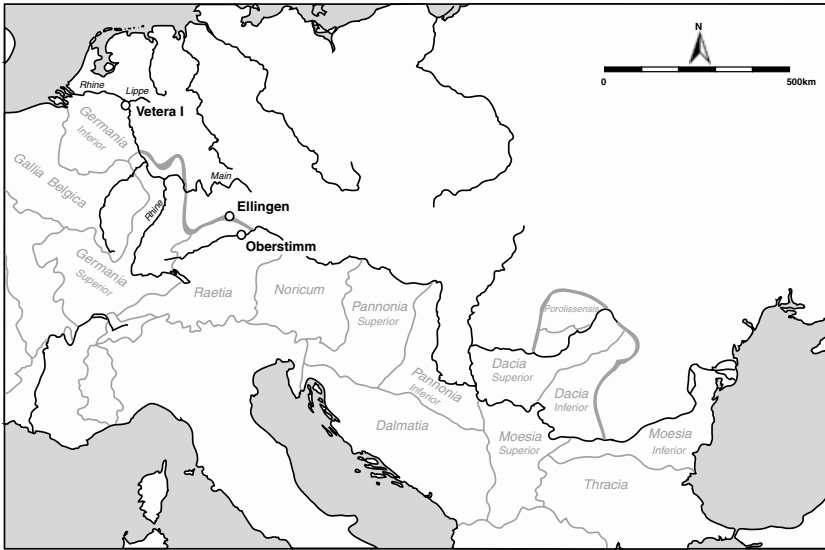 N
0
500km
Rhine
Lippe
Vetera I
Germania
Inferior
Gallia Belgica
Main
Rhine
Ellingen
Oberstimm
Germania
Superior
Raetia
Noricum
Pannonia
Superior
Porolissensis
Dacia
Superior
Pannonia
Inferior
Dacia
Inferior
Dalmatia
Moesia
Superior
Moesia
Inferior
Thracia